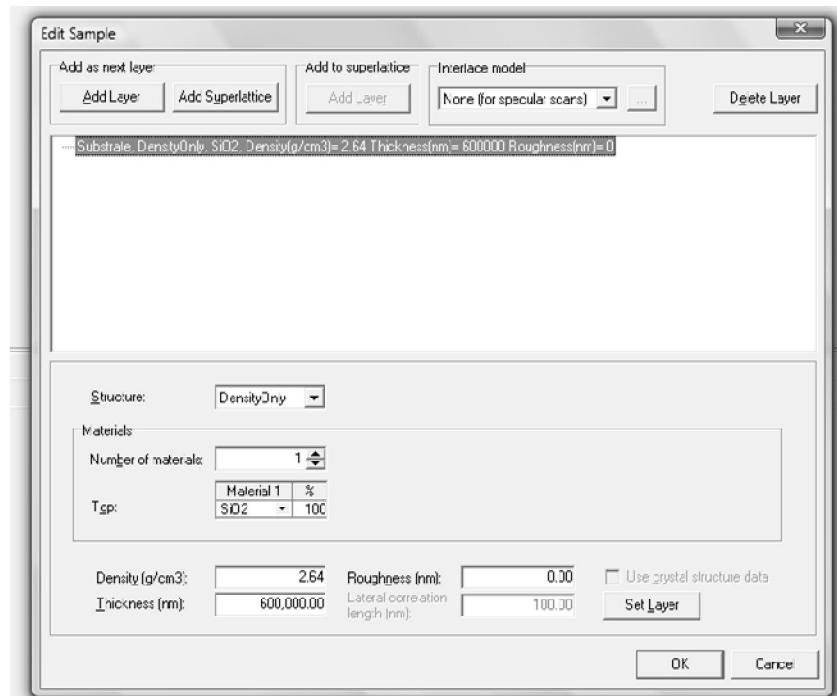 Edit Sample
Add as next layer
Add to superlattice
Interface model
Add Layer
Add Superlattice
Add Layer
None (for specular scans)
...
Delete Layer
Substrate, DensityOnly, SiO2, Density(g/cm3)= 2.64 Thickness(nm)= 600000 Roughness(nm)= 0
Structure:
DensityOnly
Materials
Number of materials:
1
Material 1
%
Top:
SiO2
100
Density (g/cm3):
2.64
Roughness (nm):
0.00
Use crystal structure data
Thickness (nm):
600,000.00
Lateral correlation
length (nm):
100.00
Set Layer
OK
Cancel